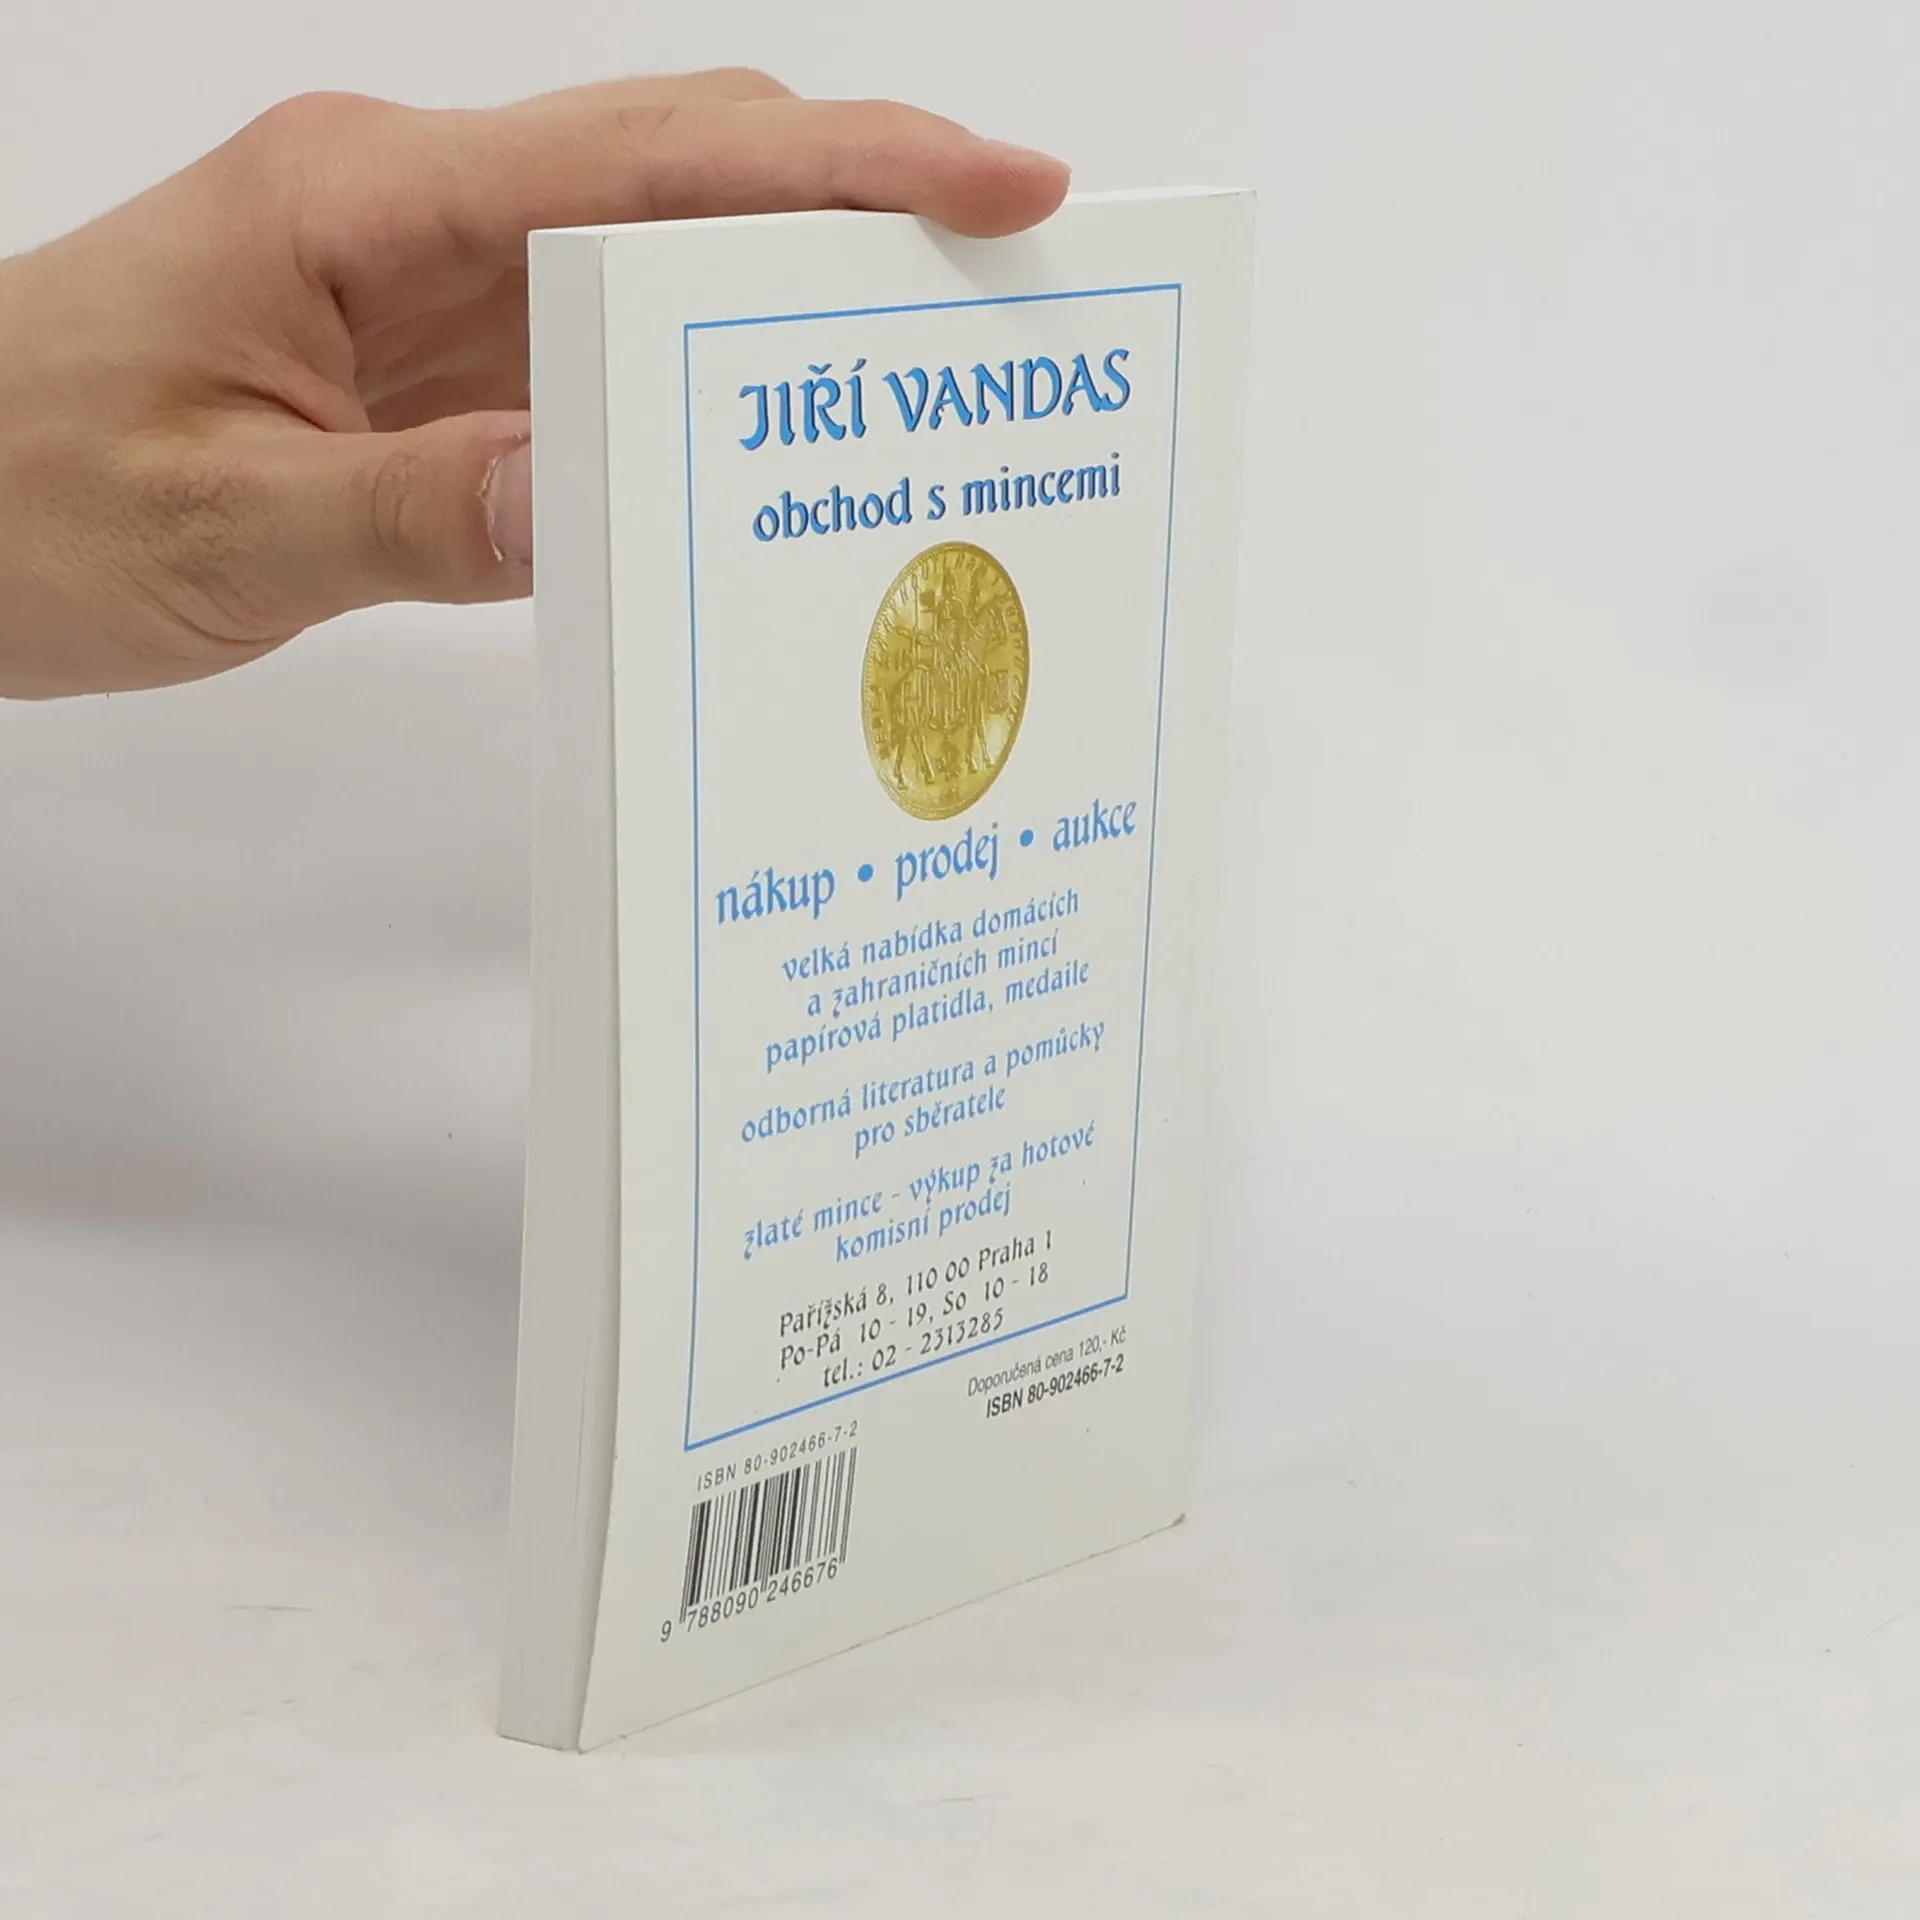 JIŘÍ VANDAS
obchod s mincemi
nákup • prodej • aukce
velká nabídka domácích
a zahraničních mincí
papírová platidla, medaile
odborná literatura a pomůcky
pro sběratele
zlaté mince - výkup za hotové
komisní prodej
Pařížská 8, 110 00 Praha 1
Po-Pá 10 - 19, So 10 - 18
tel.: 02 - 2313285
Doporučená cena 120,- Kč
ISBN 80-902466-7-2
ISBN 80-902466-7-2
9 788090 246676